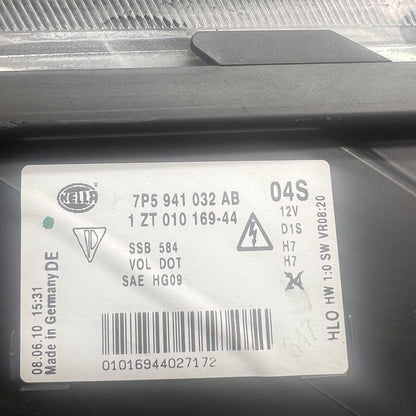 HELLA
7P5 941 032 AB
1 ZT 010 169-44
SSB 584
VOL DOT
SAE HG09
04S
12V
D1S
H7
H7
24
01016944027172
08.06.10 15:31
Made in Germany DE
HLO HW 1:0 SW VR08:20